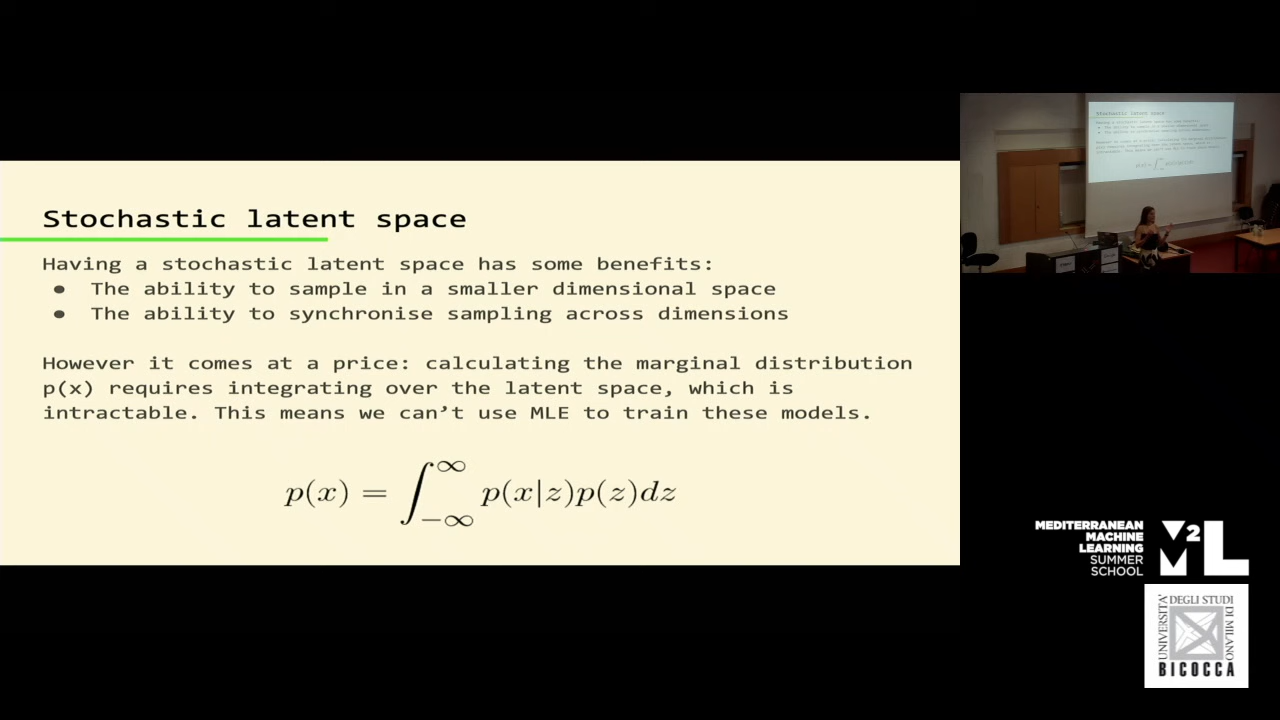 Stochastic latent space
Having a stochastic latent space has some benefits:
● The ability to sample in a smaller dimensional space
● The ability to synchronise sampling across dimensions
However it comes at a price: calculating the marginal distribution
p(x) requires integrating over the latent space, which is
intractable. This means we can’t use MLE to train these models.
p(x) = ∫_{-∞}^{∞} p(x|z)p(z)dz
Stochastic latent space
MEDITERRANEAN
MACHINE
LEARNING
SUMMER
SCHOOL
M2L
UNIVERSITÀ
DEGLI STUDI
DI MILANO
BICOCCA